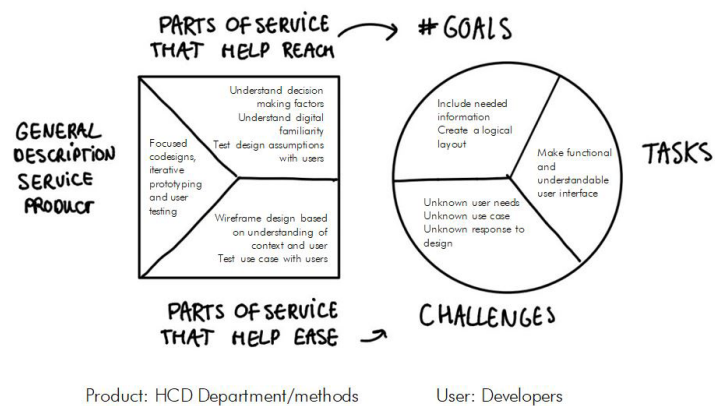 PARTS OF SERVICE
THAT HELP REACH
# GOALS
GENERAL
DESCRIPTION
SERVICE
PRODUCT
Focused
codesigns,
iterative
prototyping
and user
testing
Understand decision
making factors
Understand digital
familiarity
Test design assumptions
with users
Wireframe design based
on understanding of
context and user
Test use case with users
Include needed
information
Create a logical
layout
Make functional
and
understandable
user interface
Unknown user needs
Unknown use case
Unknown response to
design
TASKS
PARTS OF SERVICE
THAT HELP EASE
CHALLENGES
Product: HCD Department/methods
User: Developers